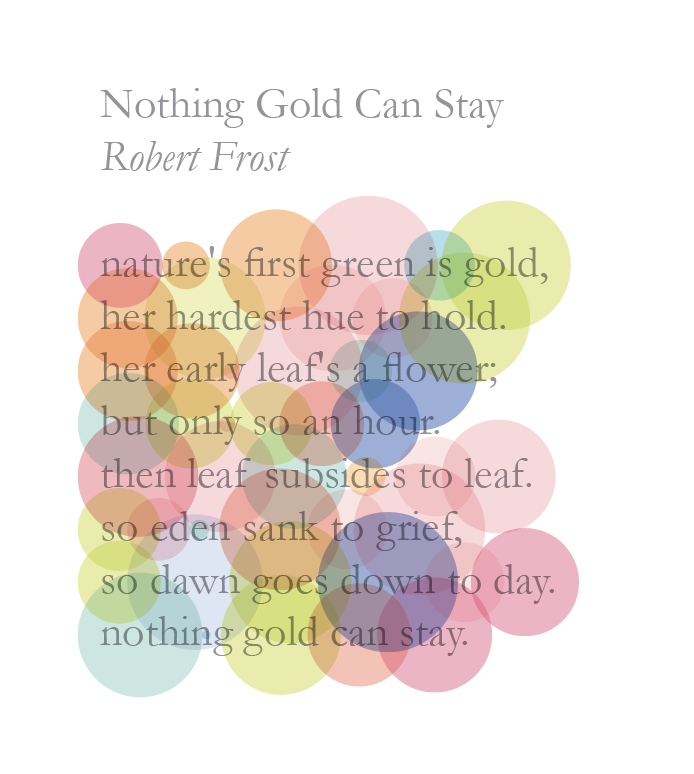 Nothing Gold Can Stay
Robert Frost
nature's first green is gold,
her hardest hue to hold.
her early leaf's a flower;
but only so an hour.
then leaf subsides to leaf.
so eden sank to grief,
so dawn goes down to day.
nothing gold can stay.